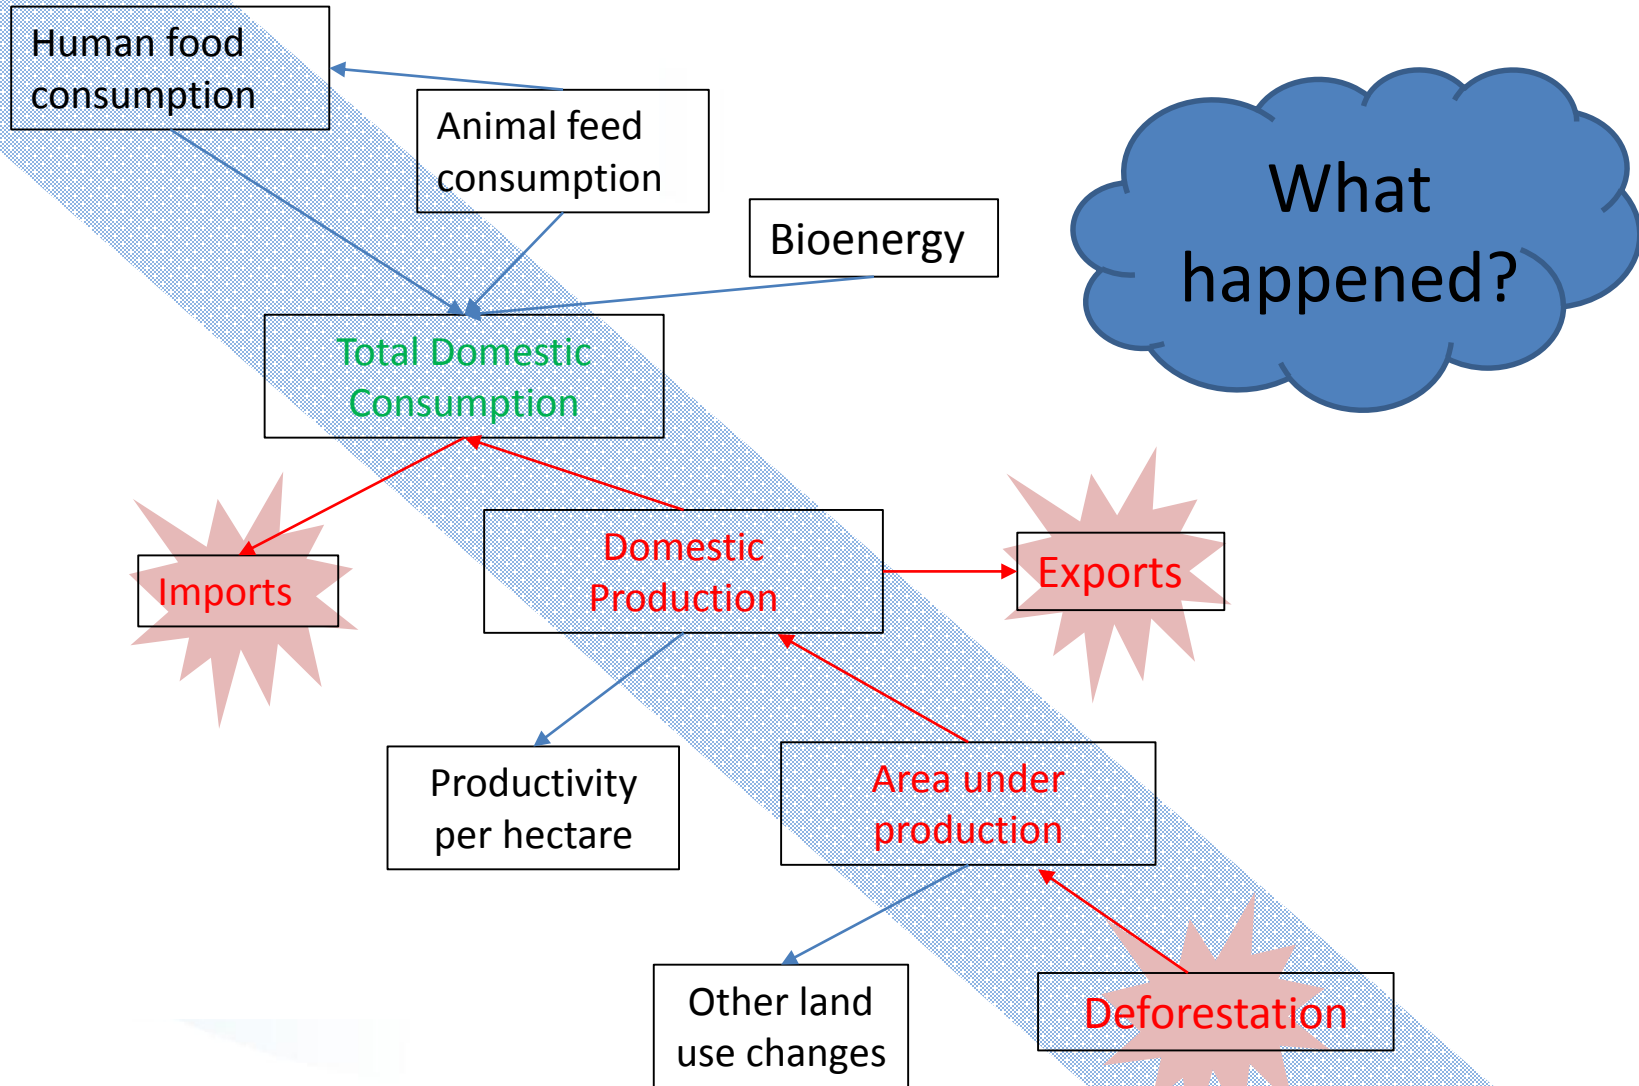 Human food
consumption
Animal feed
consumption
What
happened?
Bioenergy
Total Domestic
Consumption
Imports
Domestic
Production
Exports
Productivity
per hectare
Area under
production
Other land
use changes
Deforestation